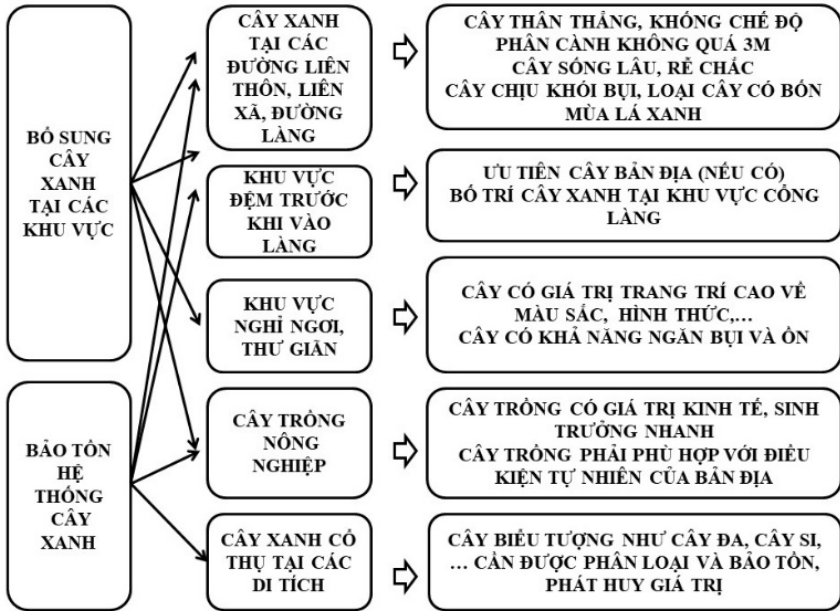 BỔ SUNG
CÂY
XANH
TẠI CÁC
KHU VỰC
BẢO TỒN
HỆ
THỐNG
CÂY
XANH
CÂY XANH
TẠI CÁC
ĐƯỜNG LIÊN
THÔN, LIÊN
XÃ, ĐƯỜNG
LÀNG
KHU VỰC
ĐỆM TRƯỚC
KHI VÀO
LÀNG
KHU VỰC
NGHỈ NGƠI,
THƯ GIÃN
CÂY TRỒNG
NÔNG
NGHIỆP
CÂY XANH CỔ
THỤ TẠI CÁC
DI TÍCH
CÂY THÂN THẲNG, KHỐNG CHẾ ĐỘ
PHÂN CÀNH KHÔNG QUÁ 3M
CÂY SỐNG LÂU, RỄ CHẮC
CÂY CHỊU KHÓI BỤI, LOẠI CÂY CÓ BỐN
MÙA LÁ XANH
ƯU TIÊN CÂY BẢN ĐỊA (NẾU CÓ)
BỐ TRÍ CÂY XANH TẠI KHU VỰC CỔNG
LÀNG
CÂY CÓ GIÁ TRỊ TRANG TRÍ CAO VỀ
MÀU SẮC, HÌNH THỨC,...
CÂY CÓ KHẢ NĂNG NGĂN BỤI VÀ ỒN
CÂY TRỒNG CÓ GIÁ TRỊ KINH TẾ, SINH
TRƯỞNG NHANH
CÂY TRỒNG PHẢI PHÙ HỢP VỚI ĐIỀU
KIỆN TỰ NHIÊN CỦA BẢN ĐỊA
CÂY BIỂU TƯỢNG NHƯ CÂY ĐA, CÂY SI,
... CẦN ĐƯỢC PHÂN LOẠI VÀ BẢO TỒN,
PHÁT HUY GIÁ TRỊ